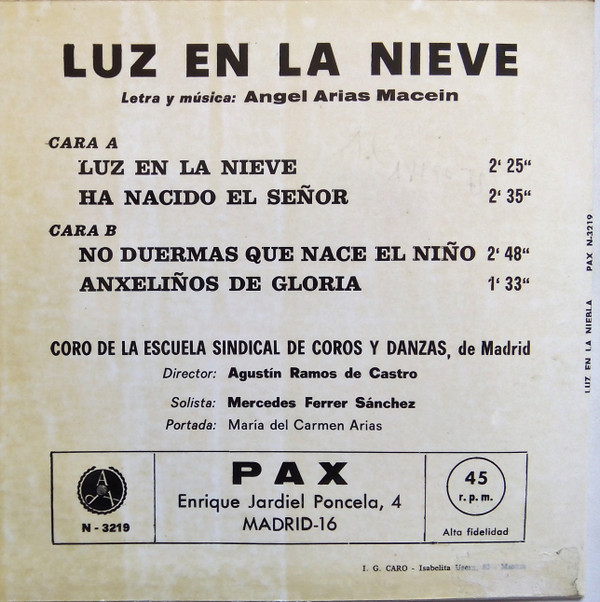 LUZ EN LA NIEVE
Letra y música: Angel Arias Macein
CARA A
LUZ EN LA NIEVE 2' 25"
HA NACIDO EL SEÑOR 2' 35"
CARA B
NO DUERMAS QUE NACE EL NIÑO 2' 48"
ANXELIÑOS DE GLORIA 1' 33"
CORO DE LA ESCUELA SINDICAL DE COROS Y DANZAS, de Madrid
Director: Agustín Ramos de Castro
Solista: Mercedes Ferrer Sánchez
Portada: María del Carmen Arias
A
N - 3219
PAX
Enrique Jardiel Poncela, 4
MADRID-16
45
r. p. m.
Alta fidelidad
I. G. CARO - Isabelita
LUZ EN LA NIEBLA PAX N-3219